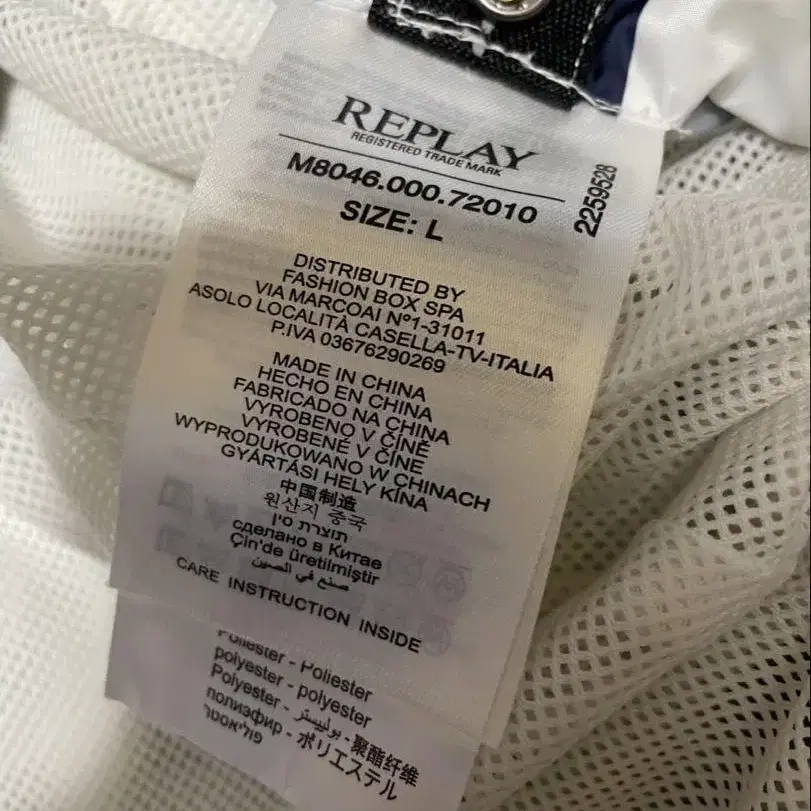 REPLAY
REGISTERED TRADE MARK
M8046.000.72010
SIZE: L
2259528
DISTRIBUTED BY
FASHION BOX SPA
VIA MARCOAI Nº1-31011
ASOLO LOCALITÀ CASELLA-TV-ITALIA
P.IVA 03676290269
MADE IN CHINA
HECHO EN CHINA
FABRICADO NA CHINA
VYROBENO V ČÍNĚ
VYROBENÉ V ČÍNE
WYPRODUKOWANO W CHINACH
GYÁRTÁSI HELY KÍNA
中国制造
원산지 중국
תוצרת סין
сделано в Китае
Çin'de üretilmiştir
صنع في الصين
CARE INSTRUCTION INSIDE
Poliester - Poliester
polyester - polyester
Polyester - بوليستر - 聚酯纤维
полиэфир - ポリエステル
פוליאסטר